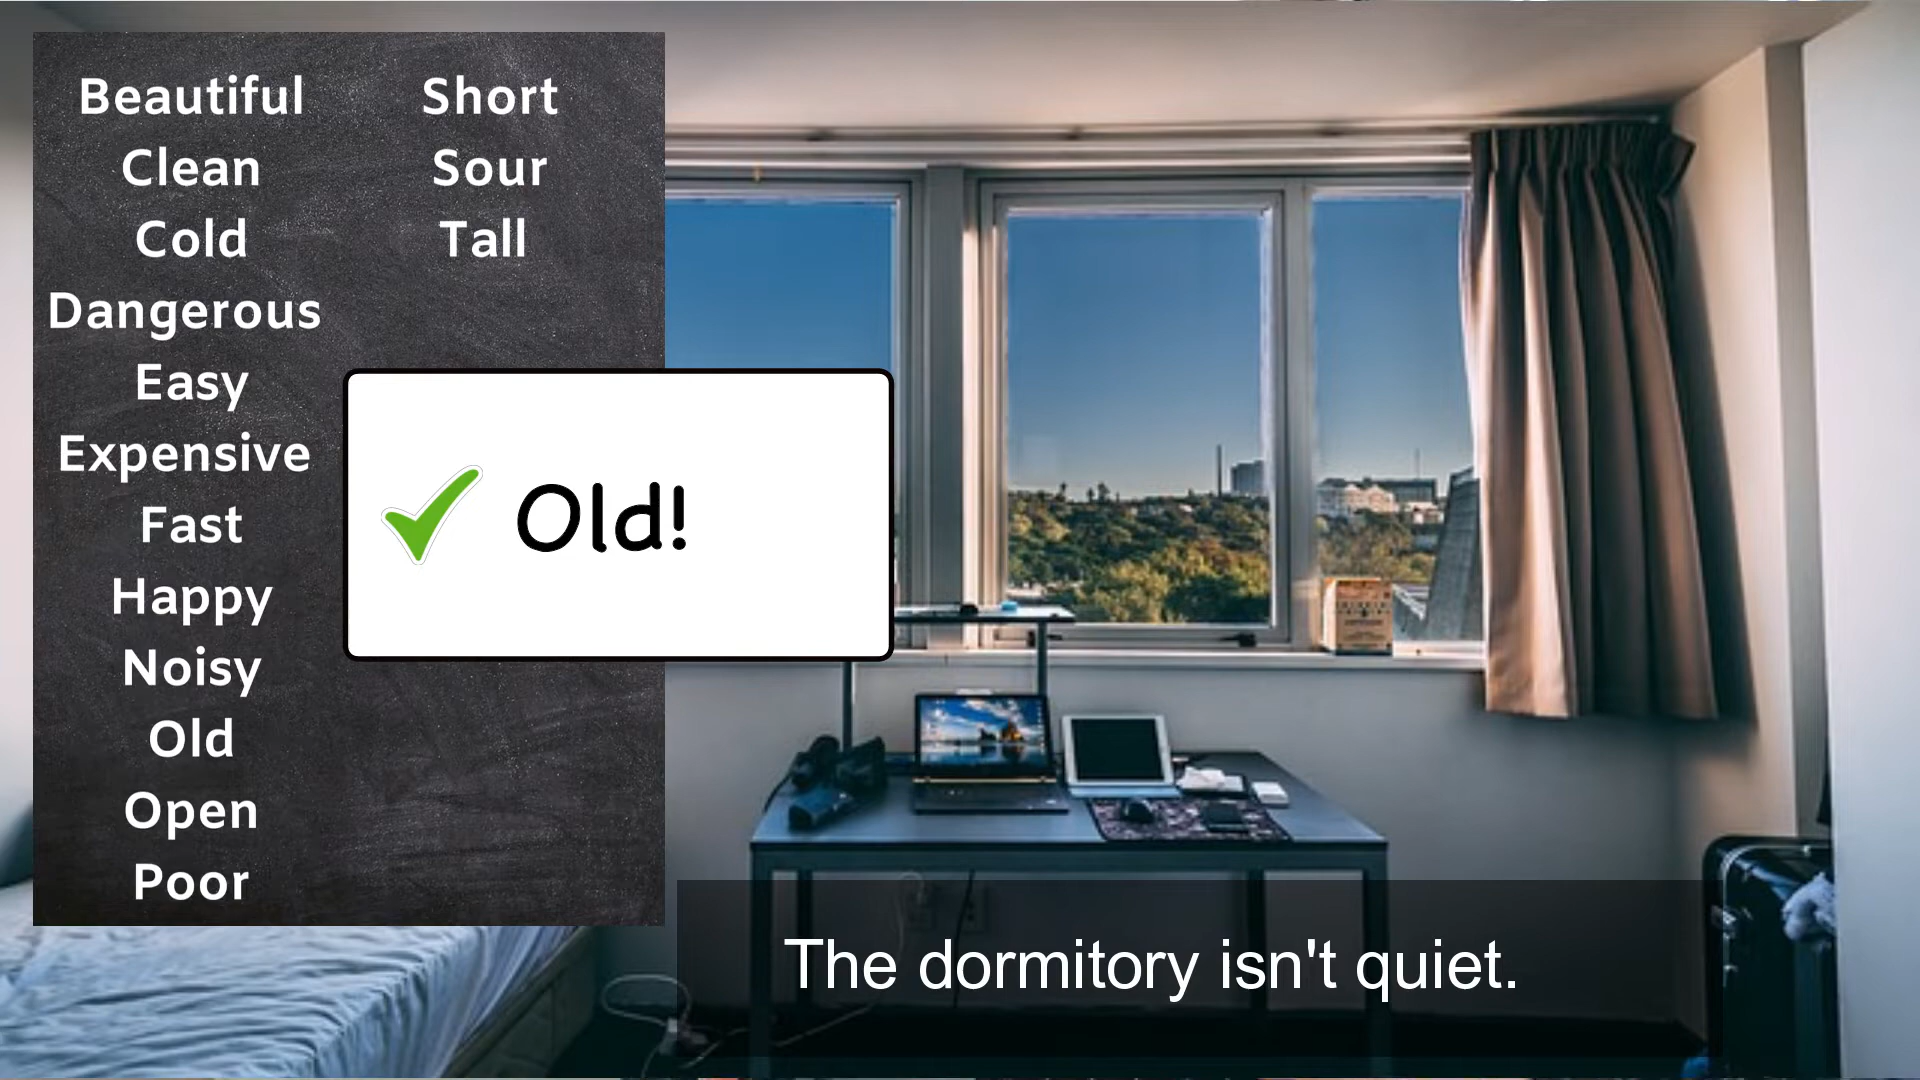 Beautiful
Clean
Cold
Dangerous
Easy
Expensive
Fast
Happy
Noisy
Old
Open
Poor
Short
Sour
Tall
Old!
The dormitory isn't quiet.